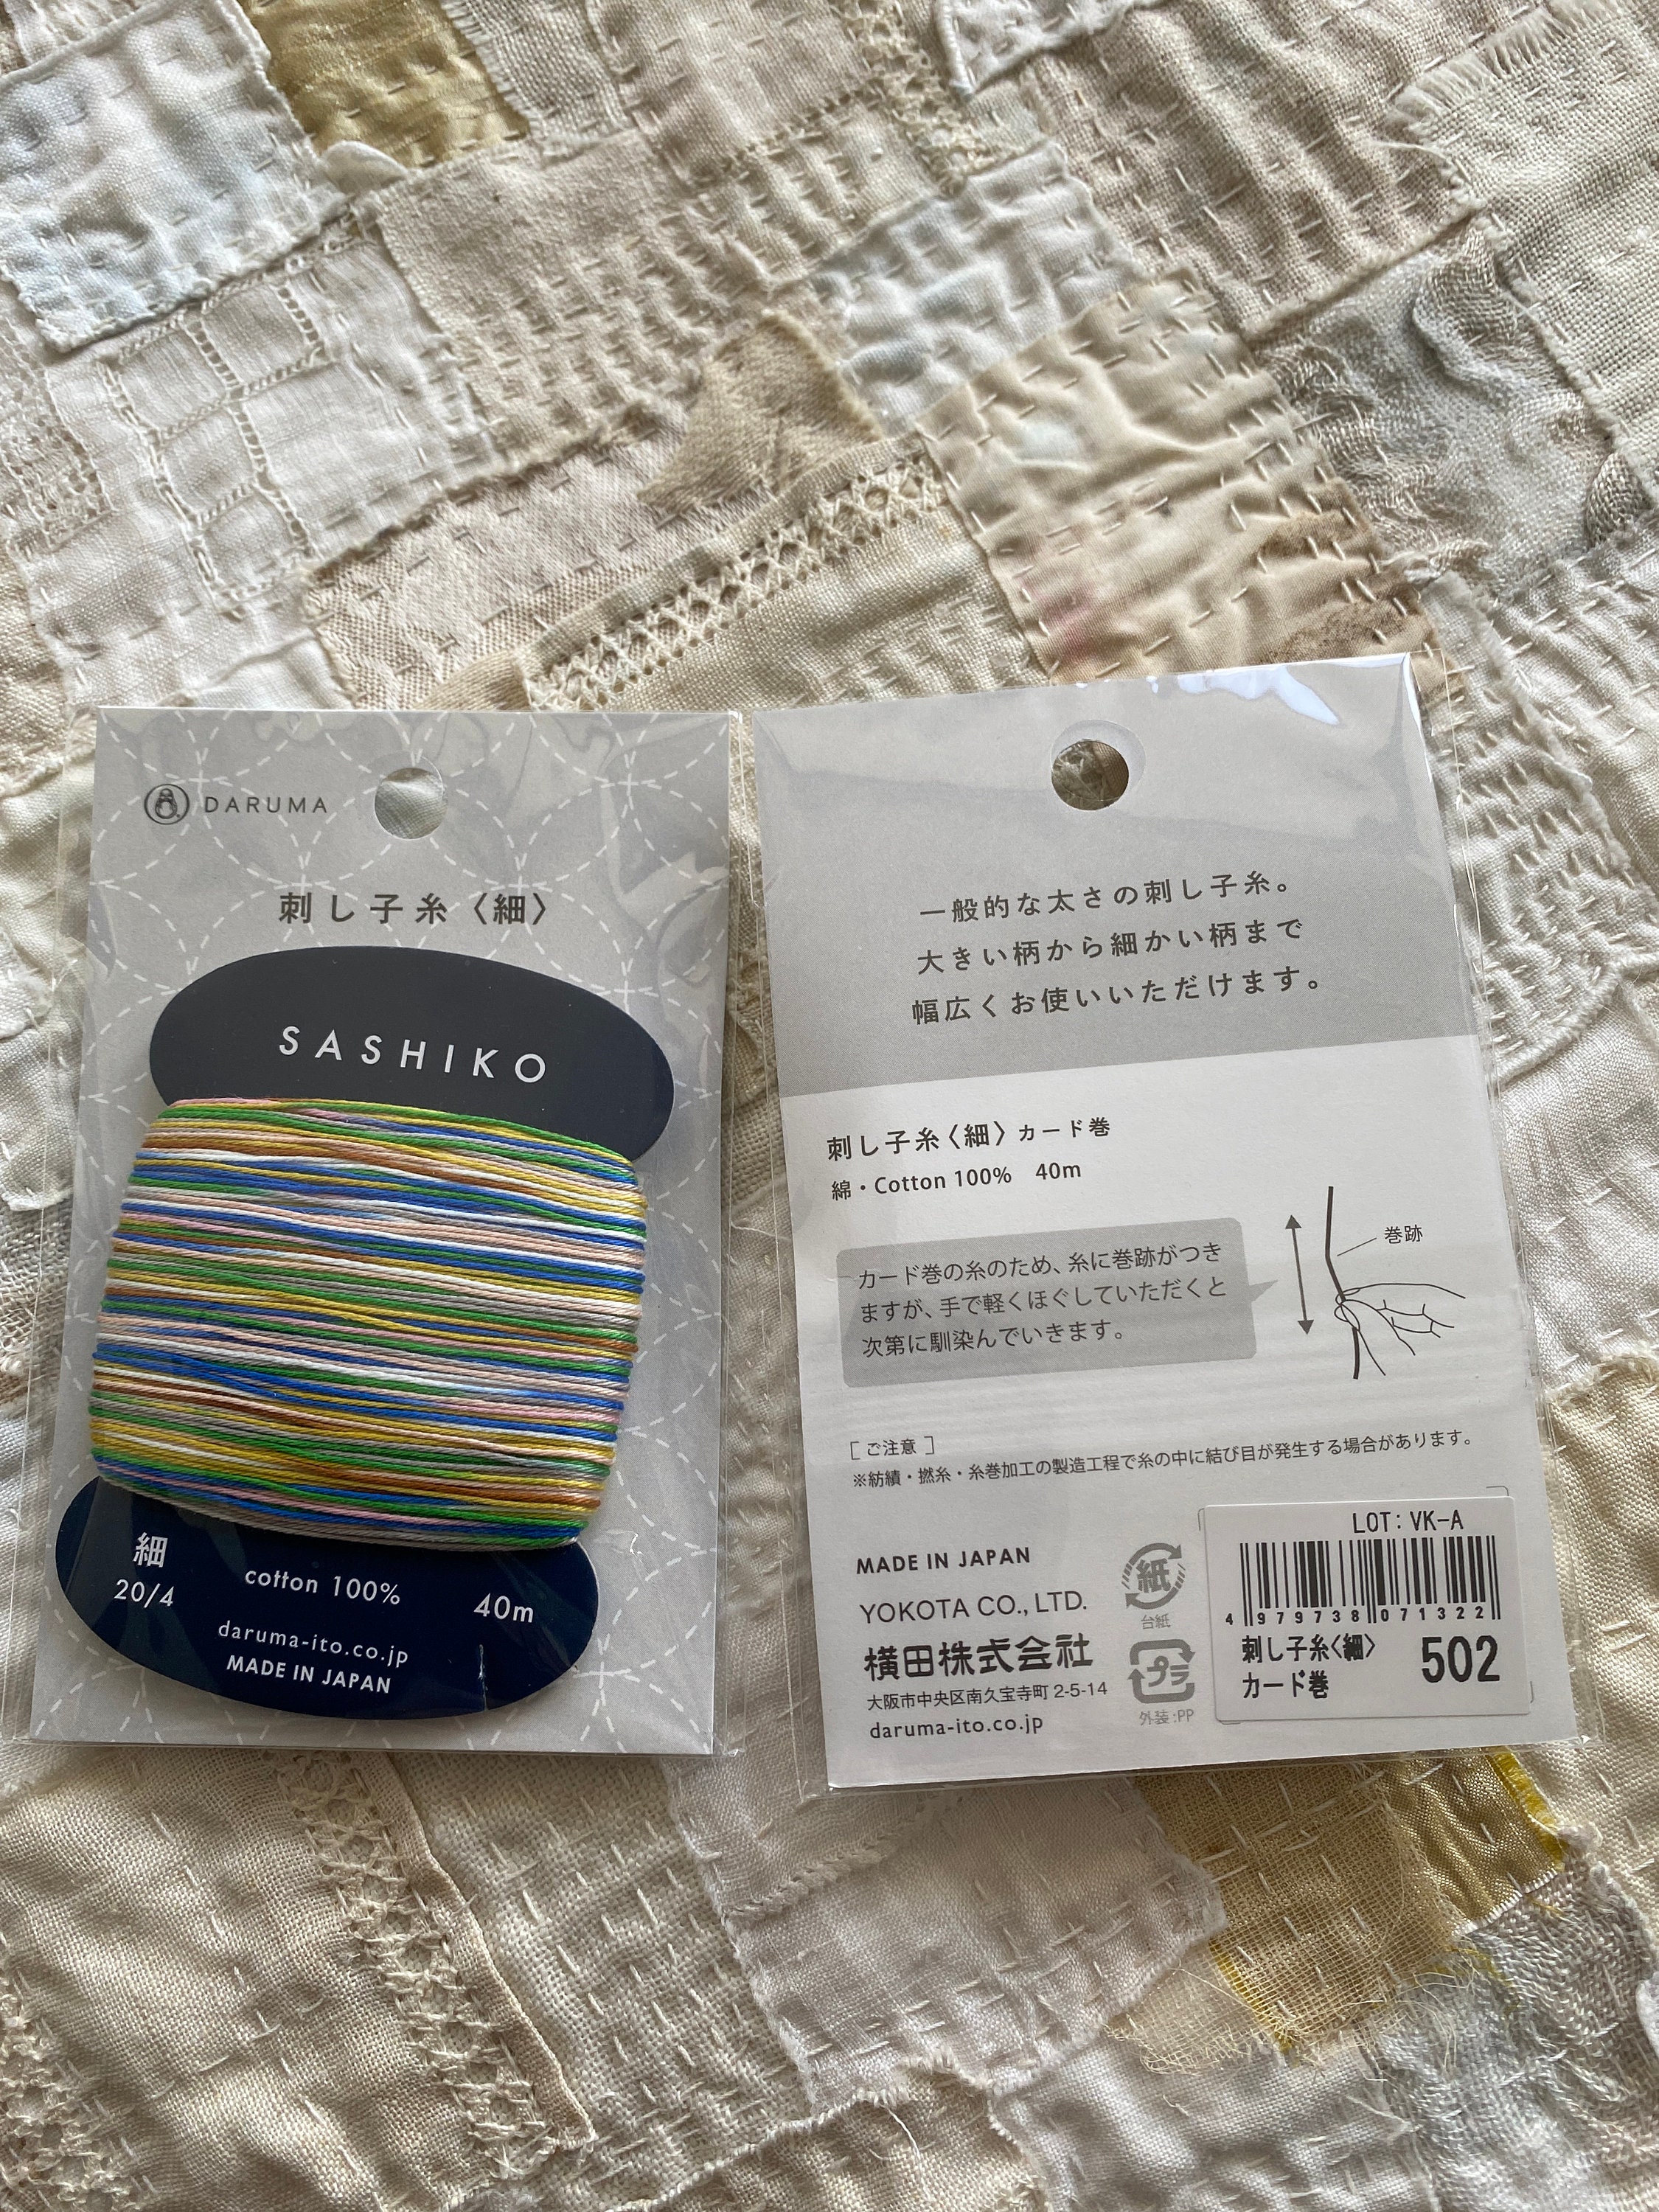 DARUMA
刺し子糸〈細〉
SASHIKO
細
20/4
cotton 100%
40m
daruma-ito.co.jp
MADE IN JAPAN
一般的な太さの刺し子糸。
大きい柄から細かい柄まで
幅広くお使いいただけます。
刺し子糸〈細〉カード巻
綿・Cotton 100% 40m
カード巻の糸のため、糸に巻跡がつき
ますが、手で軽くほぐしていただくと
次第に馴染んでいきます。
巻跡
[ご注意]
※紡績・撚糸・糸巻加工の製造工程で糸の中に結び目が発生する場合があります。
MADE IN JAPAN
YOKOTA CO., LTD.
横田株式会社
大阪市中央区南久宝寺町 2-5-14
daruma-ito.co.jp
紙
台紙
プラ
外装:PP
LOT: VK-A
4 979738 071322
刺し子糸〈細〉
カード巻
502